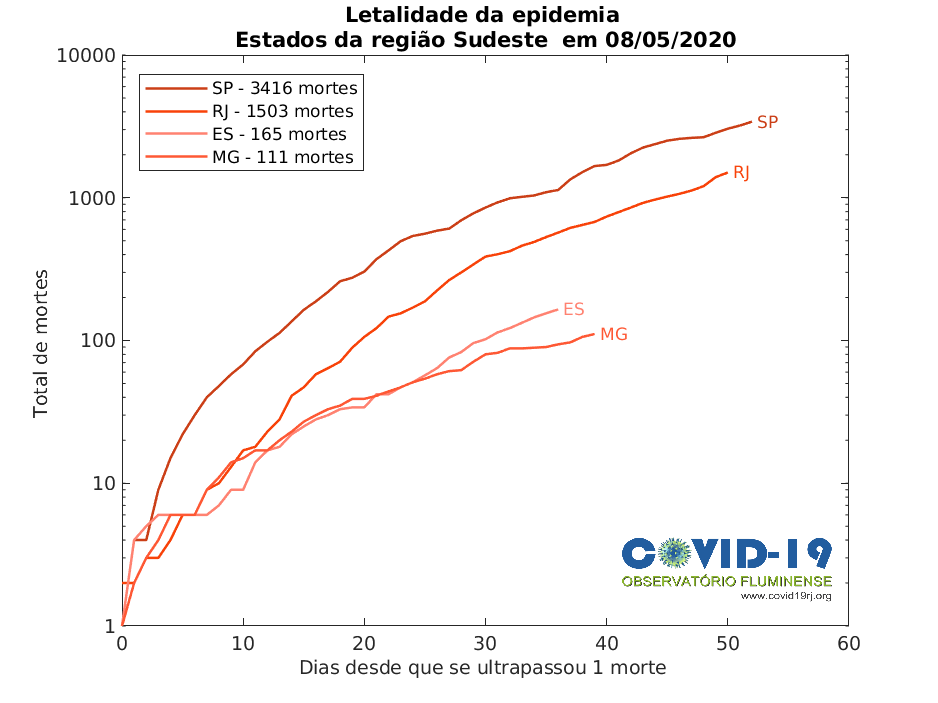 Letalidade da epidemia
Estados da região Sudeste em 08/05/2020
10000
1000
100
10
1
Total de mortes
SP - 3416 mortes
RJ - 1503 mortes
ES - 165 mortes
MG - 111 mortes
SP
RJ
ES
MG
COVID-19
OBSERVATÓRIO FLUMINENSE
www.covid19rj.org
0 10 20 30 40 50 60
Dias desde que se ultrapassou 1 morte